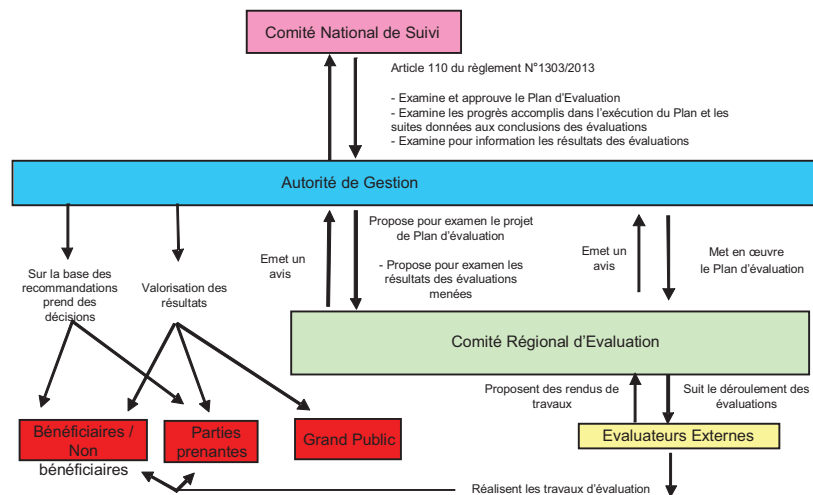 Comité National de Suivi
Article 110 du règlement N°1303/2013
- Examine et approuve le Plan d'Evaluation
- Examine les progrès accomplis dans l'exécution du Plan et les
suites données aux conclusions des évaluations
- Examine pour information les résultats des évaluations
Autorité de Gestion
Sur la base des
recommandations
prend des
décisions
Valorisation des
résultats
Emet un
avis
Propose pour examen le projet
de Plan d'évaluation
- Propose pour examen les
résultats des évaluations
menées
Emet un
avis
Met en œuvre
le Plan d'évaluation
Comité Régional d'Evaluation
Proposent des rendus de
travaux
Suit le déroulement des
évaluations
Bénéficiaires /
Non
bénéficiaires
Parties
prenantes
Grand Public
Evaluateurs Externes
Réalisent les travaux d'évaluation